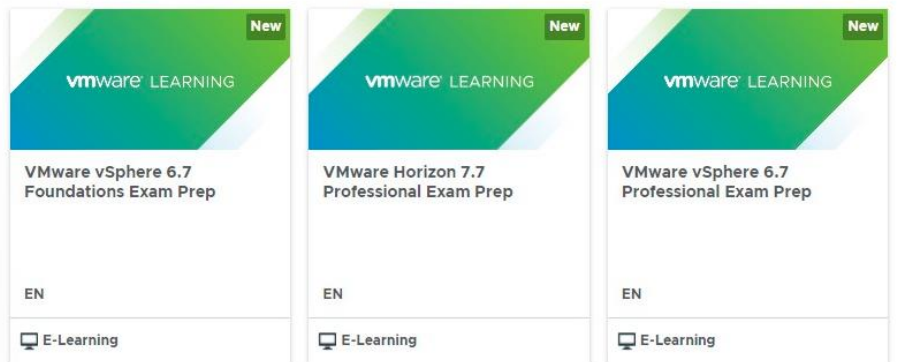 New
vmware® LEARNING
VMware vSphere 6.7
Foundations Exam Prep
EN
E-Learning
New
vmware® LEARNING
VMware Horizon 7.7
Professional Exam Prep
EN
E-Learning
New
vmware® LEARNING
VMware vSphere 6.7
Professional Exam Prep
EN
E-Learning